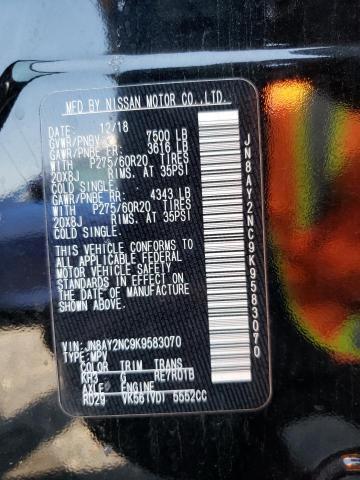 MFD BY NISSAN MOTOR CO.,LTD.
DATE: 12/18
GVWR/PNBV 7500 LB
GAWR/PNBE FR: 3616 LB
WITH P275/60R20 TIRES
20X8J RIMS. AT 35PSI
COLD SINGLE
GAWR/PNBE RR: 4343 LB
WITH P275/60R20 TIRES
20X8J RIMS. AT 35PSI
COLD SINGLE
THIS VEHICLE CONFORMS TO
ALL APPLICABLE FEDERAL
MOTOR VEHICLE SAFETY
STANDARDS IN EFFECT ON
THE DATE OF MANUFACTURE
SHOWN ABOVE.
VIN: JN8AY2NC9K9583070
TYPE: MPV
COLOR TRIM TRANS
KH3 G RE7R01B
AXLE ENGINE
RD29 VK56(VD) 5552CC
JN8AY2NC9K9583070